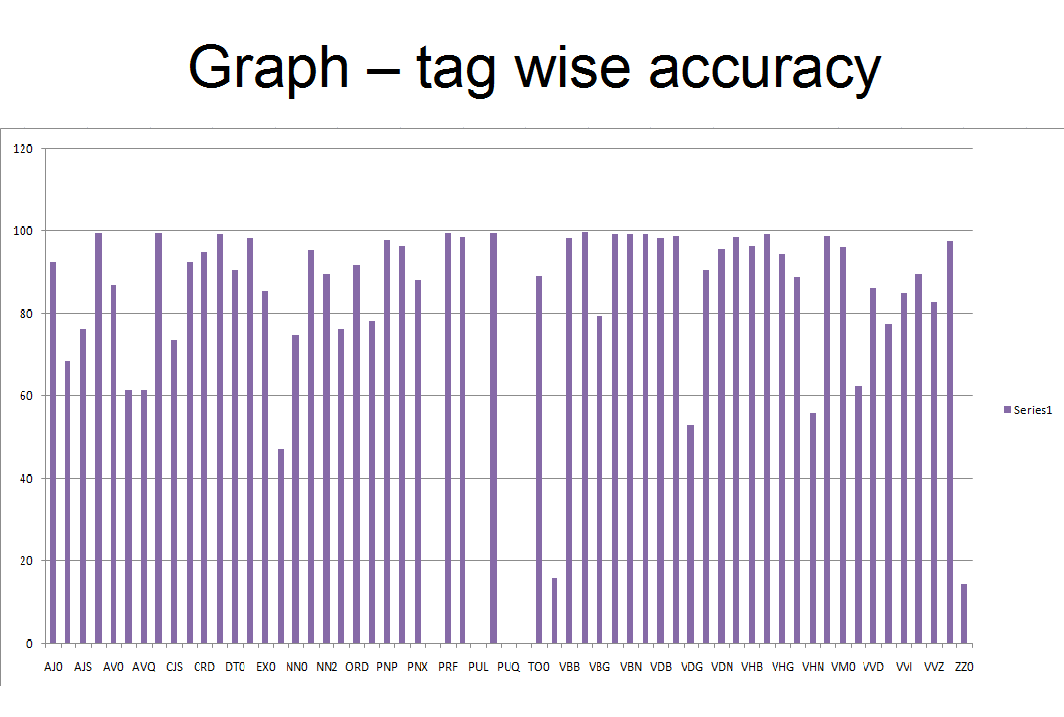 Graph – tag wise accuracy
120
100
80
60
40
20
0
AJ0 AJS AV0 AVQ CJS CRD DT0 EX0 NN0 NN2 ORD PNP PNX PRF PUL PUQ TO0 VBB VBG VBN VDB VDG VDN VHB VHG VHN VM0 VVD VVI VVZ ZZ0
Series1